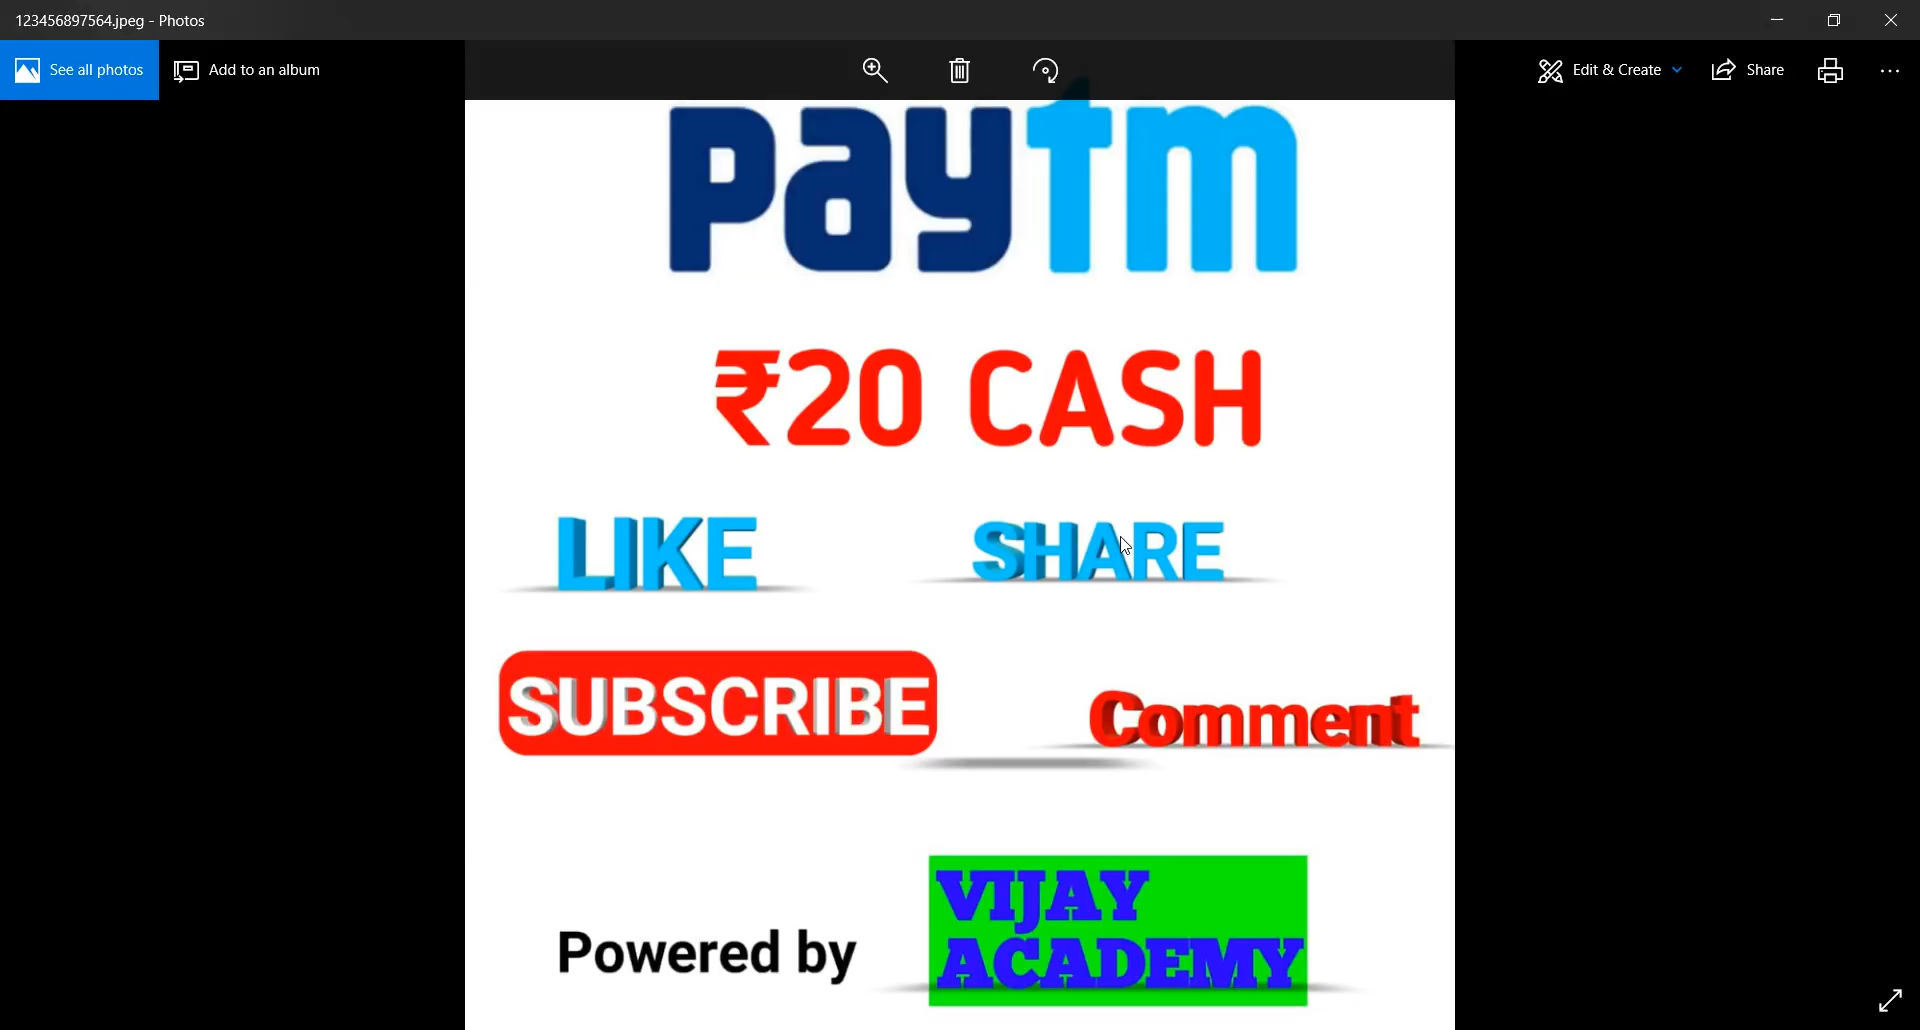 123456897564.jpeg - Photos
See all photos
Add to an album
Edit & Create
Share
paytm
₹20 CASH
LIKE
SHARE
SUBSCRIBE
Comment
Powered by
VIJAY
ACADEMY